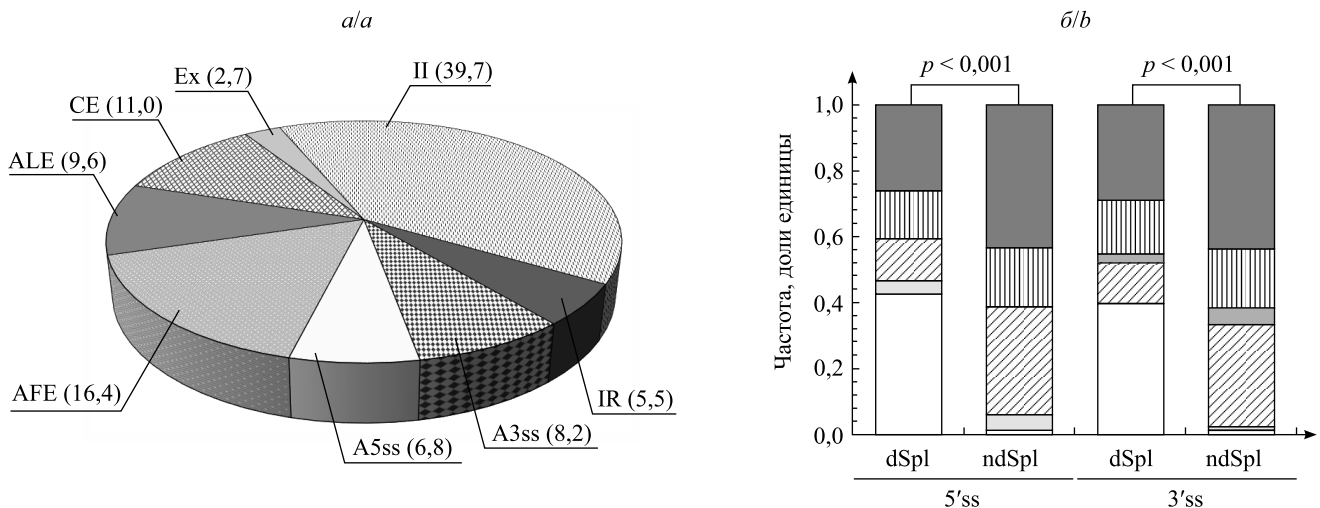 а/a
Ex (2,7)
II (39,7)
CE (11,0)
ALE (9,6)
AFE (16,4)
A5ss (6,8)
A3ss (8,2)
IR (5,5)
б/b
p < 0,001
p < 0,001
Частота, доли единицы
1,0
0,8
0,6
0,4
0,2
0,0
dSpl ndSpl dSpl ndSpl
5′ss 3′ss